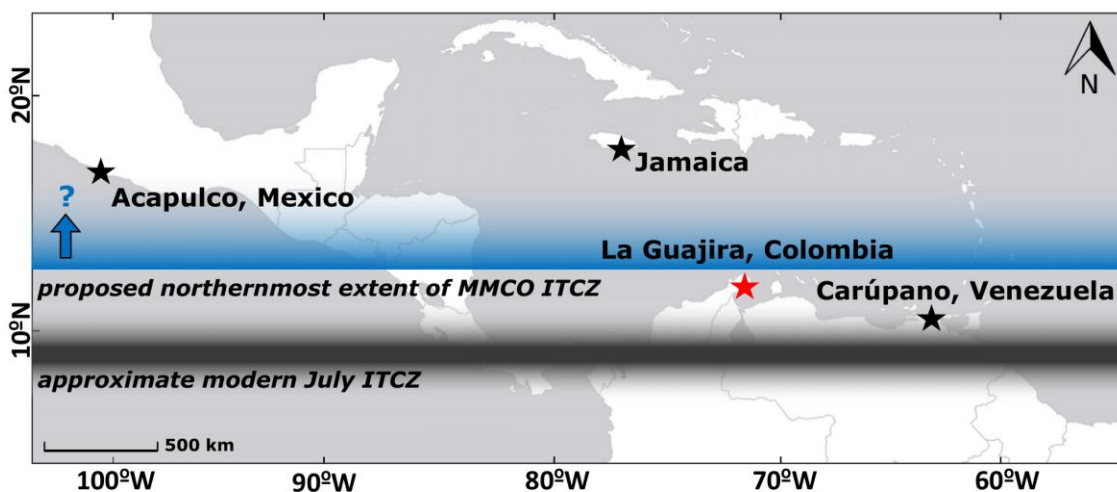 N
20ºN
Jamaica
?
Acapulco, Mexico
La Guajira, Colombia
proposed northernmost extent of MMCO ITCZ
Carúpano, Venezuela
10ºN
approximate modern July ITCZ
500 km
100ºW
90ºW
80ºW
70ºW
60ºW